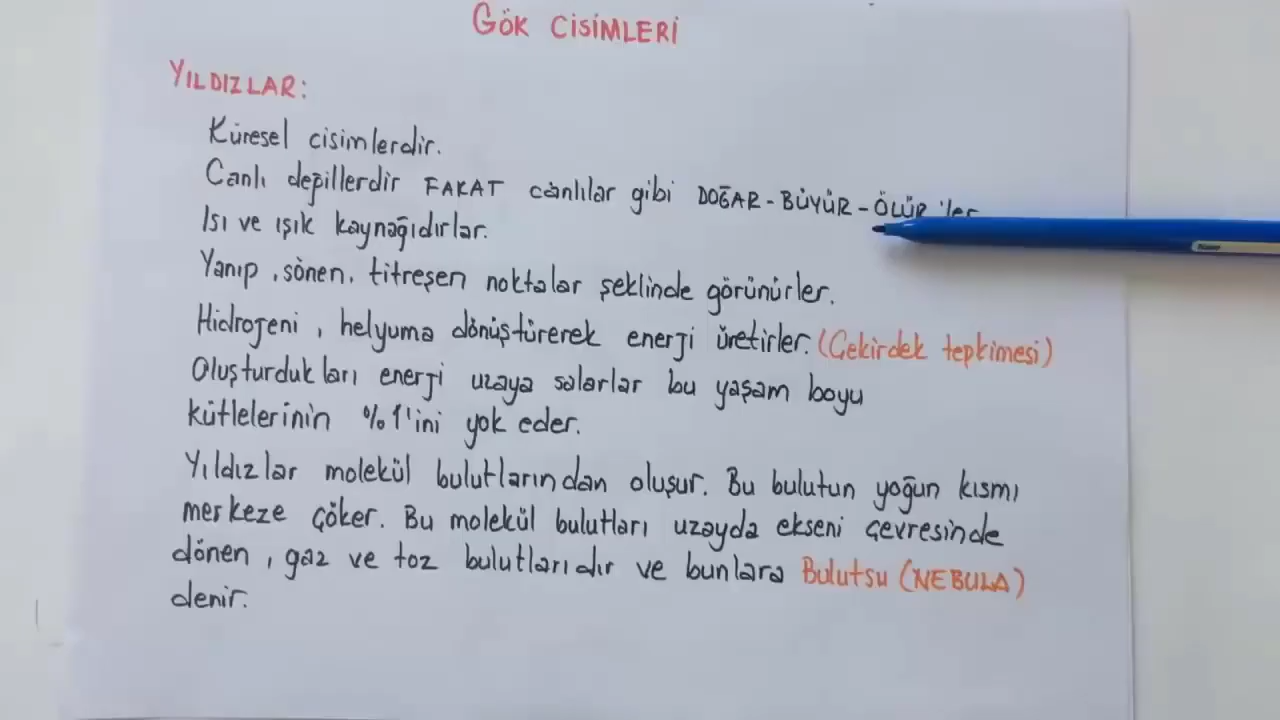 GÖK CİSİMLERİ
YILDIZLAR:
Küresel cisimlerdir.
Canlı değillerdir FAKAT canlılar gibi DOĞAR-BÜYÜR-ÖLÜR'ler
Isı ve ışık kaynağıdırlar.
Yanıp, sönen, titreşen noktalar şeklinde görünürler.
Hidrojeni, helyuma dönüştürerek enerji üretirler. (Çekirdek tepkimesi)
Oluşturdukları enerji uzaya salarlar bu yaşam boyu
kütlelerinin %1'ini yok eder.
Yıldızlar molekül bulutlarından oluşur. Bu bulutun yoğun kısmı
merkeze çöker. Bu molekül bulutları uzayda ekseni çevresinde
dönen, gaz ve toz bulutlarıdır ve bunlara Bulutsu (NEBULA)
denir.